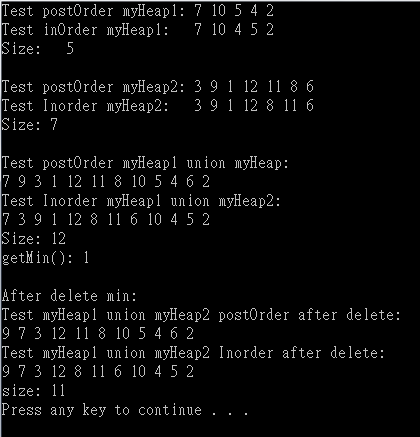 Test postOrder myHeap1: 7 10 5 4 2
Test inOrder myHeap1:   7 10 4 5 2
Size:   5
Test postOrder myHeap2: 3 9 1 12 11 8 6
Test Inorder myHeap2:   3 9 1 12 8 11 6
Size: 7
Test postOrder myHeap1 union myHeap:
7 9 3 1 12 11 8 10 5 4 6 2
Test Inorder myHeap1 union myHeap2:
7 3 9 1 12 8 11 6 10 4 5 2
Size: 12
getMin(): 1
After delete min:
Test myHeap1 union myHeap2 postOrder after delete:
9 7 3 12 11 8 10 5 4 6 2
Test myHeap1 union myHeap2 Inorder after delete:
9 7 3 12 8 11 6 10 4 5 2
size: 11
Press any key to continue . . .